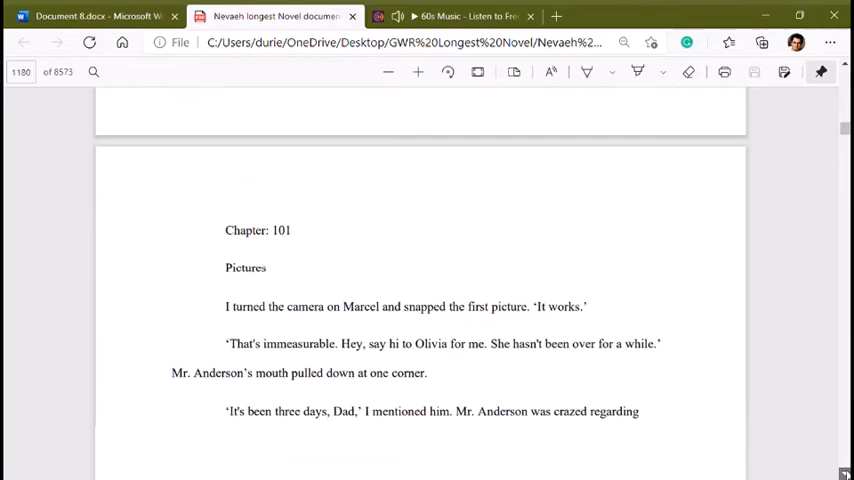 Document 8.docx - Microsoft W
Nevaeh longest Novel documen
60s Music - Listen to Fre
File
C:/Users/durie/OneDrive/Desktop/GWR%20Longest%20Novel/Nevaeh%2...
1180 of 8573
Chapter: 101
Pictures
I turned the camera on Marcel and snapped the first picture. ‘It works.’
‘That's immeasurable. Hey, say hi to Olivia for me. She hasn't been over for a while.’
Mr. Anderson’s mouth pulled down at one corner.
‘It's been three days, Dad,’ I mentioned him. Mr. Anderson was crazed regarding